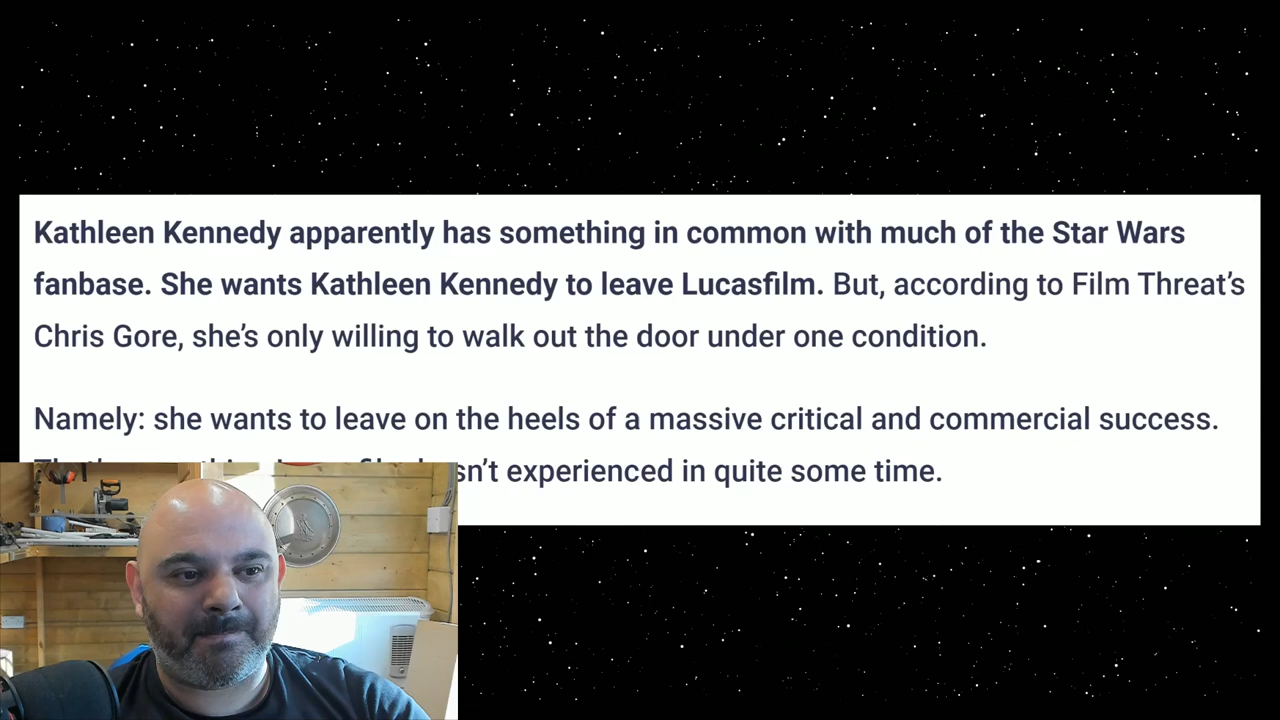 Kathleen Kennedy apparently has something in common with much of the Star Wars
fanbase. She wants Kathleen Kennedy to leave Lucasfilm. But, according to Film Threat’s
Chris Gore, she’s only willing to walk out the door under one condition.
Namely: she wants to leave on the heels of a massive critical and commercial success.
experienced in quite some time.